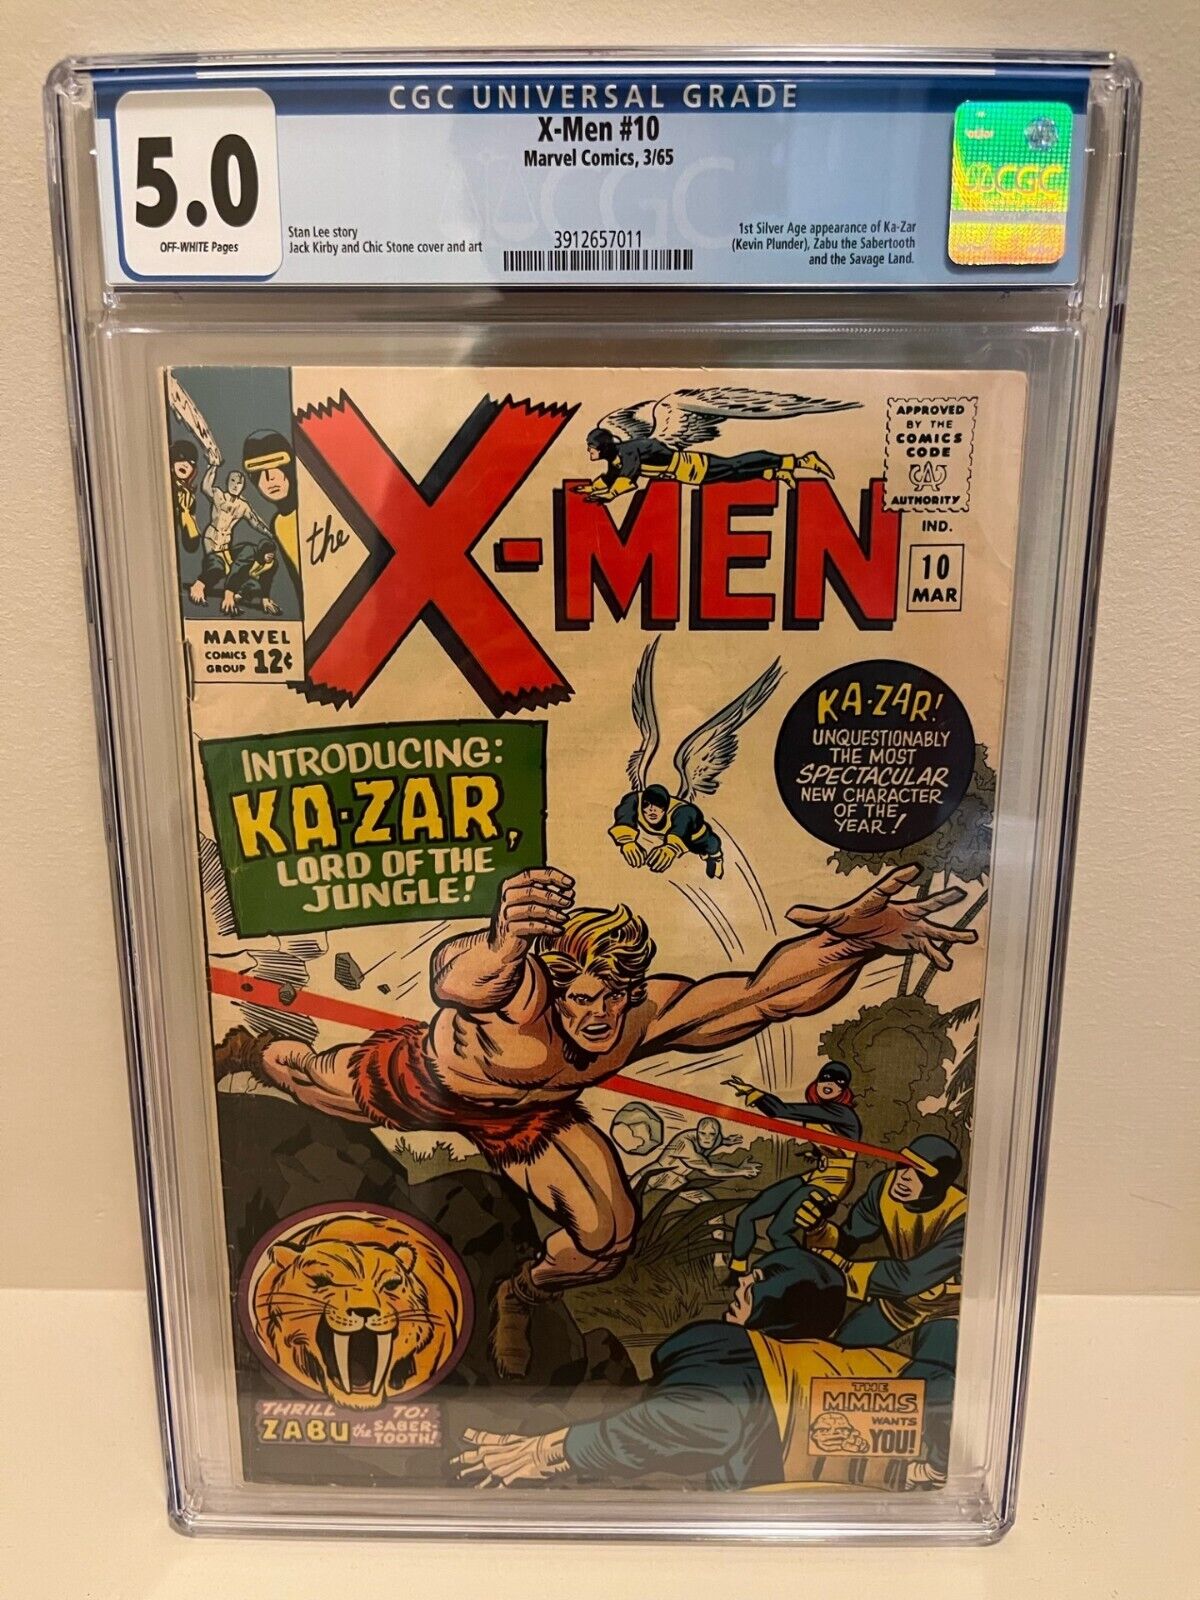 CGC UNIVERSAL GRADE
5.0
OFF-WHITE Pages
X-Men #10
Marvel Comics, 3/65
Stan Lee story
Jack Kirby and Chic Stone cover and art
3912657011
1st Silver Age appearance of Ka-Zar
(Kevin Plunder), Zabu the Sabertooth
and the Savage Land.
CGC
the X-MEN
APPROVED
BY THE
COMICS
CODE
AUTHORITY
IND.
10
MAR
MARVEL
COMICS
GROUP 12¢
INTRODUCING:
KA-ZAR,
LORD OF THE
JUNGLE!
KA-ZAR!
UNQUESTIONABLY
THE MOST
SPECTACULAR
NEW CHARACTER
OF THE
YEAR!
THRILL TO:
ZABU the SABER-
TOOTH!
THE
M.M.M.S.
WANTS
YOU!